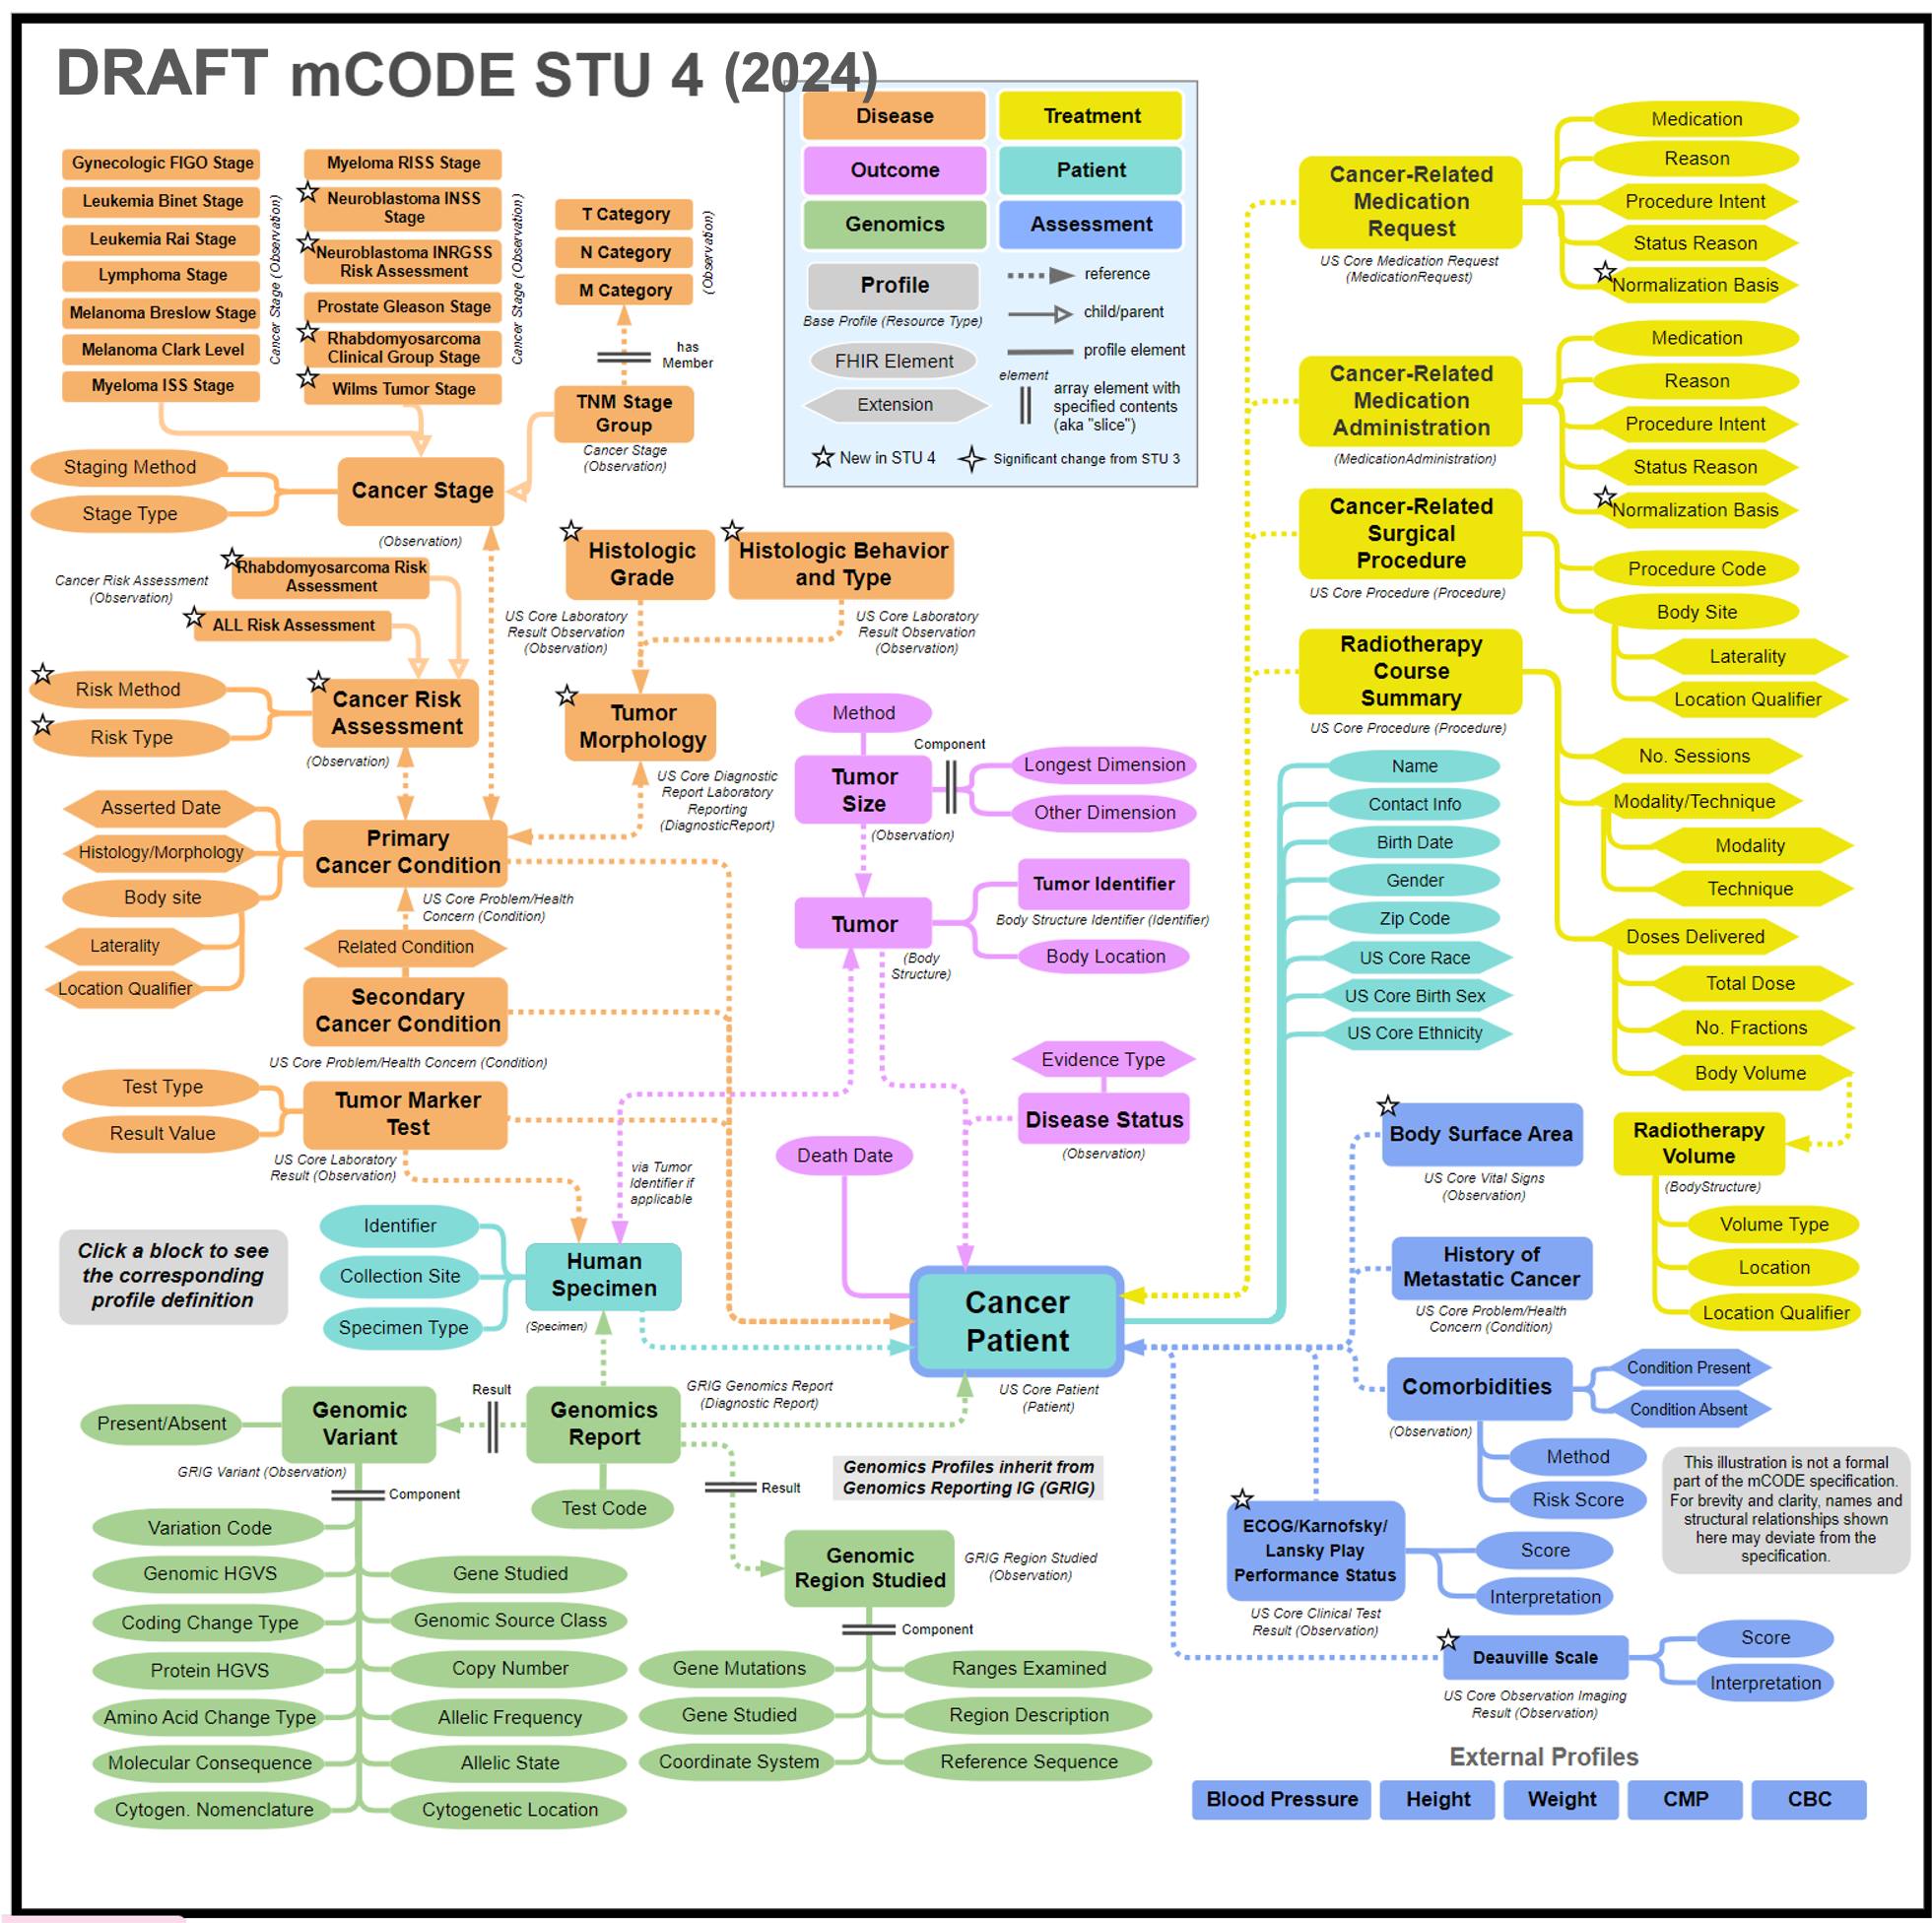 DRAFT mCODE STU 4 (2024)
Disease
Treatment
Outcome
Patient
Genomics
Assessment
Profile
Base Profile (Resource Type)
reference
child/parent
profile element
FHIR Element
Extension
element
array element with
specified contents
(aka "slice")
New in STU 4
Significant change from STU 3
Gynecologic FIGO Stage
Leukemia Binet Stage
Leukemia Rai Stage
Lymphoma Stage
Melanoma Breslow Stage
Melanoma Clark Level
Myeloma ISS Stage
Cancer Stage (Observation)
Myeloma RISS Stage
Neuroblastoma INSS
Stage
Neuroblastoma INRGSS
Risk Assessment
Prostate Gleason Stage
Rhabdomyosarcoma
Clinical Group Stage
Wilms Tumor Stage
Cancer Stage (Observation)
T Category
N Category
M Category
(Observation)
has
Member
TNM Stage
Group
Cancer Stage
(Observation)
Staging Method
Stage Type
Cancer Stage
(Observation)
Cancer Risk Assessment
(Observation)
Rhabdomyosarcoma Risk
Assessment
ALL Risk Assessment
Risk Method
Risk Type
Cancer Risk
Assessment
(Observation)
Histologic
Grade
US Core Laboratory
Result Observation
(Observation)
Histologic Behavior
and Type
US Core Laboratory
Result Observation
(Observation)
Tumor
Morphology
US Core Diagnostic
Report Laboratory
Reporting
(DiagnosticReport)
Asserted Date
Histology/Morphology
Body site
Laterality
Location Qualifier
Primary
Cancer Condition
US Core Problem/Health
Concern (Condition)
Related Condition
Secondary
Cancer Condition
US Core Problem/Health Concern (Condition)
Test Type
Result Value
Tumor Marker
Test
US Core Laboratory
Result (Observation)
Method
Tumor
Size
(Observation)
Component
Longest Dimension
Other Dimension
Tumor
(Body
Structure)
Tumor Identifier
Body Structure Identifier (Identifier)
Body Location
Evidence Type
Disease Status
(Observation)
Death Date
via Tumor
Identifier if
applicable
Click a block to see
the corresponding
profile definition
Identifier
Collection Site
Specimen Type
Human
Specimen
(Specimen)
Cancer
Patient
US Core Patient
(Patient)
Name
Contact Info
Birth Date
Gender
Zip Code
US Core Race
US Core Birth Sex
US Core Ethnicity
Cancer-Related
Medication
Request
US Core Medication Request
(MedicationRequest)
Medication
Reason
Procedure Intent
Status Reason
Normalization Basis
Cancer-Related
Medication
Administration
(MedicationAdministration)
Medication
Reason
Procedure Intent
Status Reason
Normalization Basis
Cancer-Related
Surgical
Procedure
US Core Procedure (Procedure)
Procedure Code
Body Site
Laterality
Location Qualifier
Radiotherapy
Course
Summary
US Core Procedure (Procedure)
No. Sessions
Modality/Technique
Modality
Technique
Doses Delivered
Total Dose
No. Fractions
Body Volume
Radiotherapy
Volume
(BodyStructure)
Volume Type
Location
Location Qualifier
Body Surface Area
US Core Vital Signs
(Observation)
History of
Metastatic Cancer
US Core Problem/Health
Concern (Condition)
Comorbidities
(Observation)
Condition Present
Condition Absent
Method
Risk Score
ECOG/Karnofsky/
Lansky Play
Performance Status
US Core Clinical Test
Result (Observation)
Score
Interpretation
Deauville Scale
US Core Observation Imaging
Result (Observation)
Score
Interpretation
This illustration is not a formal
part of the mCODE specification.
For brevity and clarity, names and
structural relationships shown
here may deviate from the
specification.
External Profiles
Blood Pressure
Height
Weight
CMP
CBC
Present/Absent
Genomic
Variant
GRIG Variant (Observation)
Result
Genomics
Report
GRIG Genomics Report
(Diagnostic Report)
Test Code
Result
Genomics Profiles inherit from
Genomics Reporting IG (GRIG)
Component
Variation Code
Genomic HGVS
Coding Change Type
Protein HGVS
Amino Acid Change Type
Molecular Consequence
Cytogen. Nomenclature
Gene Studied
Genomic Source Class
Copy Number
Allelic Frequency
Allelic State
Cytogenetic Location
Genomic
Region Studied
GRIG Region Studied
(Observation)
Component
Gene Mutations
Gene Studied
Coordinate System
Ranges Examined
Region Description
Reference Sequence